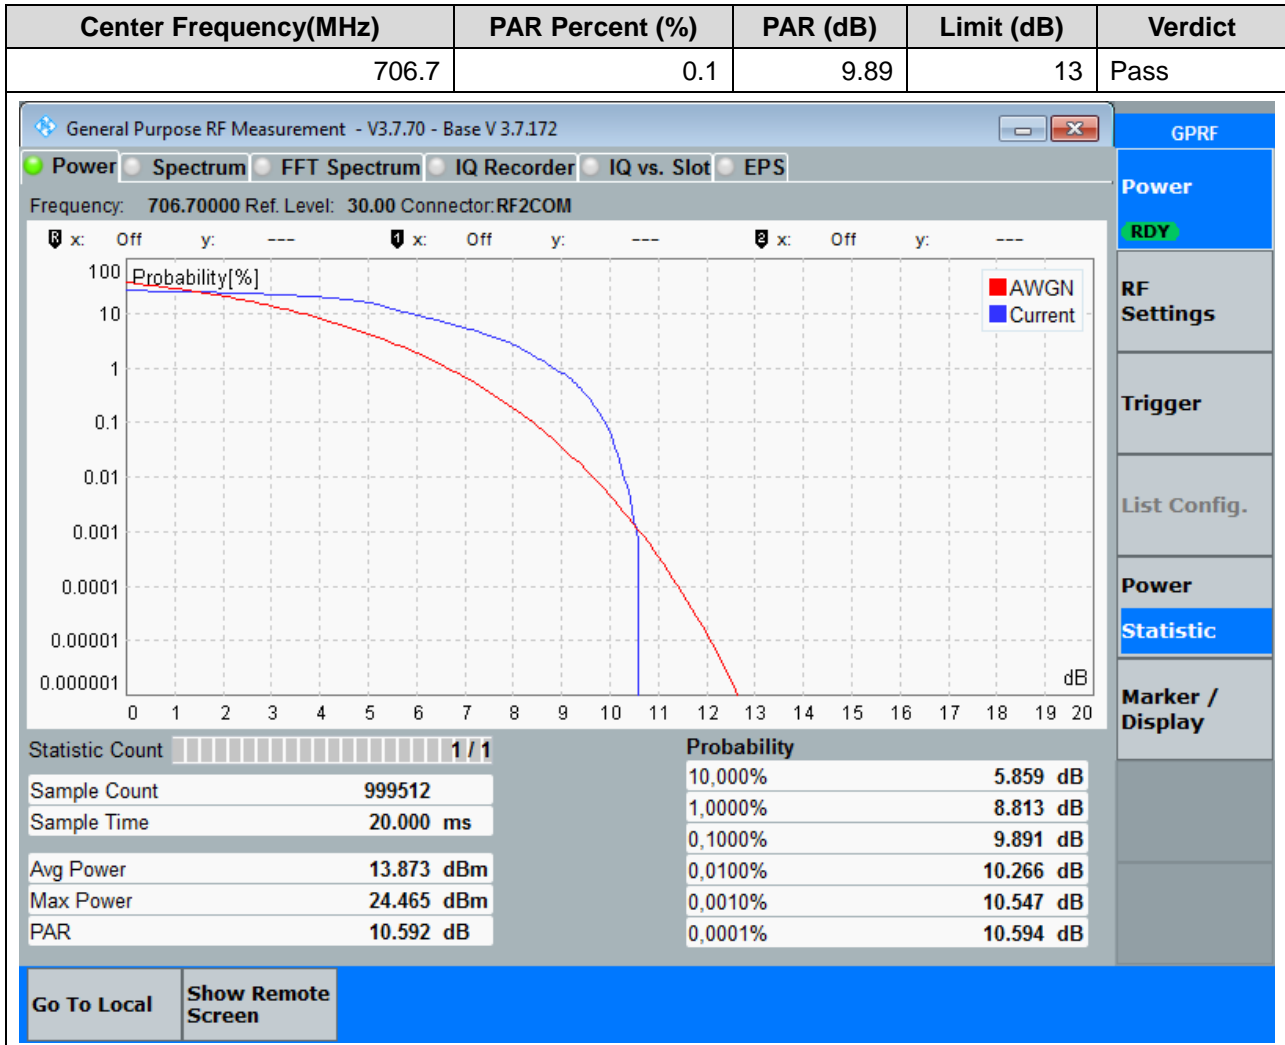 Center Frequency(MHz) PAR Percent (%) PAR (dB) Limit (dB) Verdict
706.7 0.1 9.89 13 Pass
General Purpose RF Measurement - V3.7.70 - Base V 3.7.172
GPRF
Power Spectrum FFT Spectrum IQ Recorder IQ vs. Slot EPS
Frequency: 706.70000 Ref. Level: 30.00 Connector:RF2COM
R x: Off y: --- 1 x: Off y: --- 2 x: Off y: ---
Probability[%]
100
10
1
0.1
0.01
0.001
0.0001
0.00001
0.000001
AWGN
Current
dB
0 1 2 3 4 5 6 7 8 9 10 11 12 13 14 15 16 17 18 19 20
Statistic Count 1 / 1
Sample Count 999512
Sample Time 20.000 ms
Avg Power 13.873 dBm
Max Power 24.465 dBm
PAR 10.592 dB
Probability
10,000% 5.859 dB
1,0000% 8.813 dB
0,1000% 9.891 dB
0,0100% 10.266 dB
0,0010% 10.547 dB
0,0001% 10.594 dB
Power
RDY
RF
Settings
Trigger
List Config.
Power
Statistic
Marker /
Display
Go To Local
Show Remote
Screen